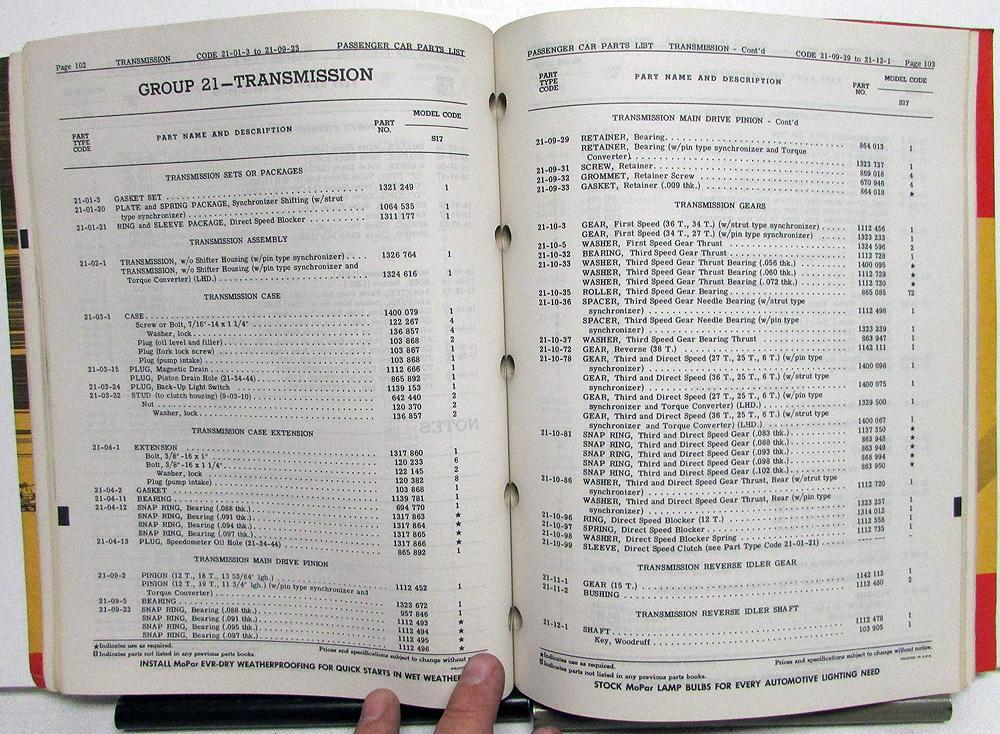 Page 102 TRANSMISSION CODE 21-01-3 to 21-09-23 PASSENGER CAR PARTS LIST
GROUP 21—TRANSMISSION
PART TYPE CODE PART NAME AND DESCRIPTION PART NO. MODEL CODE
S17
TRANSMISSION SETS OR PACKAGES
21-01-3 GASKET SET 1321 249 1
21-01-20 PLATE and SPRING PACKAGE, Synchronizer Shifting (w/strut
type synchronizer) 1064 535 1
21-01-21 RING and SLEEVE PACKAGE, Direct Speed Blocker 1311 177 1
TRANSMISSION ASSEMBLY
21-02-1 TRANSMISSION, w/o Shifter Housing (w/pin type synchronizer) 1326 764 1
TRANSMISSION, w/o Shifter Housing (w/pin type synchronizer and
Torque Converter) (LHD.) 1324 616 1
TRANSMISSION CASE
21-03-1 CASE 1400 079 1
Screw or Bolt, 7/16"-14 x 1 1/4" 122 267 4
Washer, lock 136 857 4
Plug (oil level and filler) 103 868 2
Plug (fork lock screw) 103 867 1
Plug (pump intake) 103 868 1
21-03-15 PLUG, Magnetic Drain 1112 666 1
PLUG, Piston Drain Hole (21-34-44) 865 892 1
21-03-24 PLUG, Back-Up Light Switch 1139 153 1
21-03-32 STUD (to clutch housing) (9-03-10) 642 440 2
Nut 120 370 2
Washer, lock 136 857 2
TRANSMISSION CASE EXTENSION
21-04-1 EXTENSION 1317 860 1
Bolt, 3/8"-16 x 1" 120 233 6
Bolt, 3/8"-16 x 1 1/4" 122 145 2
Washer, lock 120 382 8
Plug (pump intake) 103 868 1
21-04-2 GASKET 1139 781 1
21-04-11 BEARING 694 770 1
21-04-12 SNAP RING, Bearing (.088 thk.) 1317 863 ★
SNAP RING, Bearing (.091 thk.) 1317 864 ★
SNAP RING, Bearing (.094 thk.) 1317 865 ★
SNAP RING, Bearing (.097 thk.) 1317 866 ★
21-04-13 PLUG, Speedometer Oil Hole (21-34-44) 865 892 1
TRANSMISSION MAIN DRIVE PINION
21-09-2 PINION (12 T., 18 T., 13 53/64" lgh.)
PINION (12 T., 19 T., 11 3/4" lgh.) (w/pin type synchronizer and
Torque Converter) 1112 452 1
21-09-5 BEARING 1323 672 1
21-09-23 SNAP RING, Bearing (.088 thk.) 957 846 1
SNAP RING, Bearing (.091 thk.) 1112 493 ★
SNAP RING, Bearing (.095 thk.) 1112 494 ★
SNAP RING, Bearing (.097 thk.) 1112 495 ★
1112 496 ★
★Indicates use as required. Prices and specifications subject to change without
Indicates parts not listed in any previous parts books.
INSTALL MoPar EVR-DRY WEATHERPROOFING FOR QUICK STARTS IN WET WEATHER
PASSENGER CAR PARTS LIST TRANSMISSION - Cont'd CODE 21-09-29 to 21-12-1 Page 103
PART TYPE CODE PART NAME AND DESCRIPTION PART NO. MODEL CODE
S17
TRANSMISSION MAIN DRIVE PINION - Cont'd
21-09-29 RETAINER, Bearing 864 013 1
RETAINER, Bearing (w/pin type synchronizer and Torque
Converter) 1323 737 1
21-09-31 SCREW, Retainer 869 018 4
21-09-32 GROMMET, Retainer Screw 670 946 4
21-09-33 GASKET, Retainer (.009 thk.) 864 018 ★
TRANSMISSION GEARS
21-10-3 GEAR, First Speed (36 T., 34 T.) (w/strut type synchronizer) 1112 456 1
GEAR, First Speed (34 T., 27 T.) (w/pin type synchronizer) 1323 233 1
21-10-5 WASHER, First Speed Gear Thrust 1324 596 2
21-10-32 BEARING, Third Speed Gear Thrust 1112 728 1
21-10-33 WASHER, Third Speed Gear Thrust Bearing (.056 thk.) 1400 095 ★
WASHER, Third Speed Gear Thrust Bearing (.060 thk.) 1112 729 ★
WASHER, Third Speed Gear Thrust Bearing (.072 thk.) 1112 730 ★
21-10-35 ROLLER, Third Speed Gear Bearing 865 085 72
21-10-36 SPACER, Third Speed Gear Needle Bearing (w/strut type
synchronizer) 1112 498 1
SPACER, Third Speed Gear Needle Bearing (w/pin type
synchronizer) 1323 239 1
21-10-37 WASHER, Third Speed Gear Bearing Thrust 863 947 1
21-10-72 GEAR, Reverse (38 T.) 1142 111 1
21-10-78 GEAR, Third and Direct Speed (27 T., 25 T., 6 T.) (w/pin type
synchronizer) 1400 096 1
GEAR, Third and Direct Speed (36 T., 25 T., 6 T.) (w/strut type
synchronizer) 1400 075 1
GEAR, Third and Direct Speed (27 T., 25 T., 6 T.) (w/pin type
synchronizer and Torque Converter) (LHD.) 1329 500 1
GEAR, Third and Direct Speed (36 T., 25 T., 6 T.) (w/strut type
synchronizer and Torque Converter) (LHD.) 1400 067 1
21-10-81 SNAP RING, Third and Direct Speed Gear (.083 thk.) 1137 350 ★
SNAP RING, Third and Direct Speed Gear (.088 thk.) 863 948 ★
SNAP RING, Third and Direct Speed Gear (.093 thk.) 863 949 ★
SNAP RING, Third and Direct Speed Gear (.098 thk.) 868 994 ★
SNAP RING, Third and Direct Speed Gear (.102 thk.) 863 950 ★
21-10-86 WASHER, Third and Direct Speed Gear Thrust, Rear (w/strut type
synchronizer) 1112 720 1
WASHER, Third and Direct Speed Gear Thrust, Rear (w/pin type
synchronizer) 1323 237 1
21-10-96 RING, Direct Speed Blocker (12 T.) 1314 012 1
21-10-97 SPRING, Direct Speed Blocker 1112 558 1
21-10-98 WASHER, Direct Speed Blocker Spring 1112 735 1
21-10-99 SLEEVE, Direct Speed Clutch (see Part Type Code 21-01-21)
TRANSMISSION REVERSE IDLER GEAR
21-11-1 GEAR (15 T.) 1142 113 1
21-11-2 BUSHING 1112 480 2
TRANSMISSION REVERSE IDLER SHAFT
21-12-1 SHAFT 1112 478 1
Key, Woodruff 103 905 1
★Indicates use as required. Prices and specifications subject to change without notice.
Indicates parts not listed in any previous parts books. PRINTED IN U.S.A.
STOCK MoPar LAMP BULBS FOR EVERY AUTOMOTIVE LIGHTING NEED